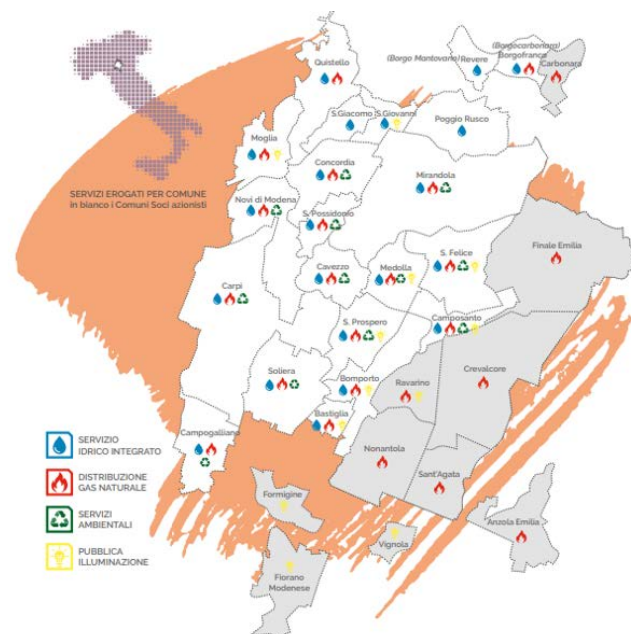 Quistello
(Borgo Mantovano)
Revere
(Borgocarbonara)
Borgofranca
Carbonara
S.Giacomo
S.Giovanni
Poggio Rusco
Moglia
Concordia
Mirandola
SERVIZI EROGATI PER COMUNE
in bianco i Comuni Soci azionisti
Novi di Modena
S. Possidonio
Finale Emilia
S. Felice
Cavezzo
Medolla
Carpi
S. Prospero
Camposanto
Crevalcore
Soliera
Bomporto
Ravarino
Bastiglia
Campogalliano
Nonantola
Sant'Agata
SERVIZIO
IDRICO INTEGRATO
DISTRIBUZIONE
GAS NATURALE
SERVIZI
AMBIENTALI
PUBBLICA
ILLUMINAZIONE
Formigine
Vignola
Anzola Emilia
Fiorano
Modenese